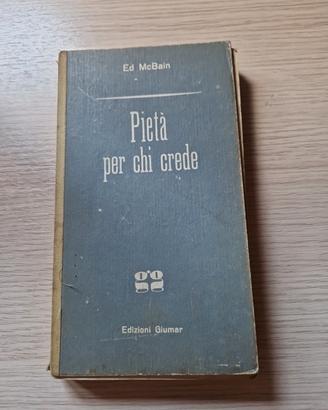 Ed McBain
Pietà
per chi crede
Edizioni Giumar